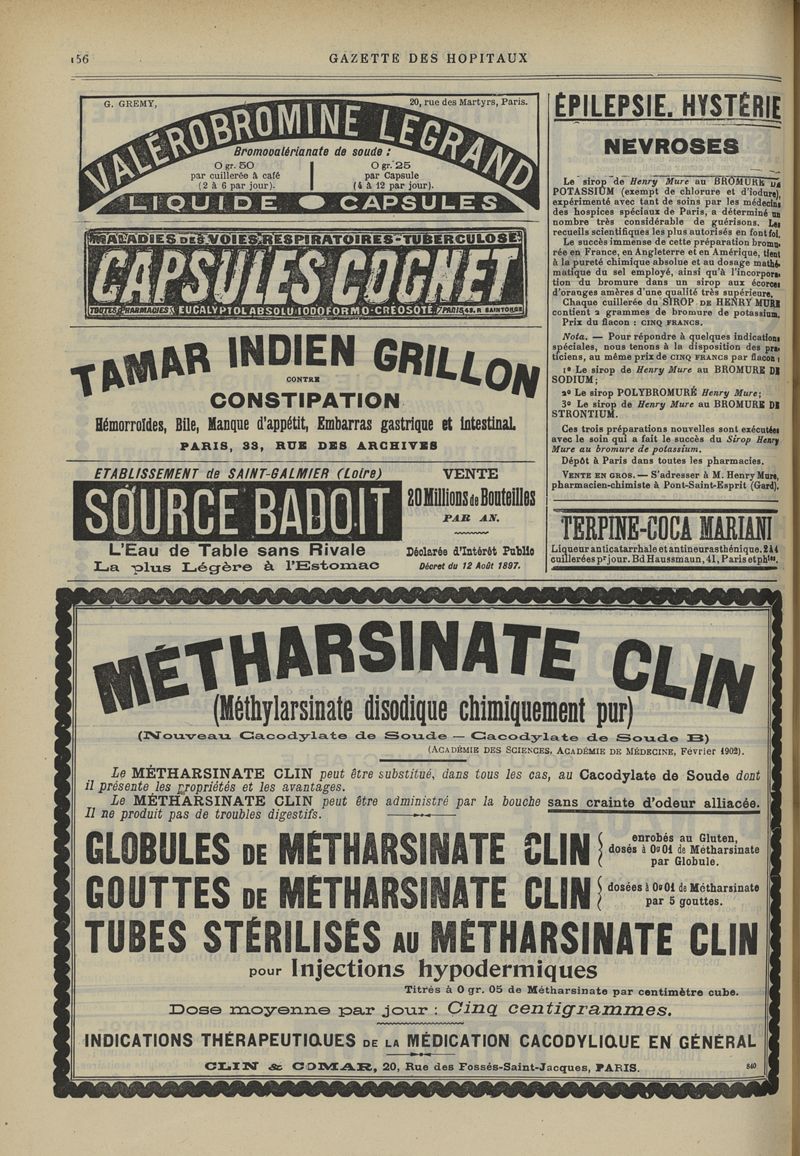 156
GAZETTE DES HOPITAUX
G. GREMY,
20, rue des Martyrs, Paris.
VALÉROBROMINE LEGRAND
Bromovalérianate de soude :
0 gr. 50
par cuillerée à café
(2 à 6 par jour).
0 gr. 25
par Capsule
(4 à 12 par jour).
LIQUIDE
CAPSULES
MALADIES DES VOIES RESPIRATOIRES-TUBERCULOSE
CAPSULES COGNET
TOUTES PHARMACIES
EUCALYPTOL ABSOLU IODOFORMO-CRÉOSOTÉ
PARIS, 43, R SAINTONGE
TAMAR INDIEN GRILLON
CONTRE
CONSTIPATION
Hémorroïdes, Bile, Manque d'appétit, Embarras gastrique et intestinal.
PARIS, 33, RUE DES ARCHIVES
ETABLISSEMENT de SAINT-GALMIER (Loire)
SOURCE BADOIT
L'Eau de Table sans Rivale
La plus Légère à l'Estomac
VENTE
20 Millions de Bouteilles
PAR AN.
Déclarée d'Intérêt Public
Décret du 12 Août 1897.
ÉPILEPSIE. HYSTÉRIE
NEVROSES
Le sirop de Henry Mure au BROMURE DE
POTASSIUM (exempt de chlorure et d'iodure),
expérimenté avec tant de soins par les médecins
des hospices spéciaux de Paris, a déterminé un
nombre très considérable de guérisons. Les
recueils scientifiques les plus autorisés en font foi.
Le succès immense de cette préparation bromu-
rée en France, en Angleterre et en Amérique, tient
à la pureté chimique absolue et au dosage mathé-
matique du sel employé, ainsi qu'à l'incorpora-
tion du bromure dans un sirop aux écorces
d'oranges amères d'une qualité très supérieure.
Chaque cuillerée du SIROP DE HENRY MURE
contient 2 grammes de bromure de potassium.
Prix du flacon : CINQ FRANCS.
Nota. — Pour répondre à quelques indications
spéciales, nous tenons à la disposition des pra-
ticiens, au même prix de CINQ FRANCS par flacon ;
1º Le sirop de Henry Mure au BROMURE DE
SODIUM;
2º Le sirop POLYBROMURÉ Henry Mure;
3º Le sirop de Henry Mure au BROMURE DE
STRONTIUM.
Ces trois préparations nouvelles sont exécutées
avec le soin qui a fait le succès du Sirop Henry
Mure au bromure de potassium.
Dépôt à Paris dans toutes les pharmacies.
VENTE EN GROS. — S'adresser à M. Henry Mure,
pharmacien-chimiste à Pont-Saint-Esprit (Gard).
TERPINE-COCA MARIANI
Liqueur anticatarrhale et antineurasthénique. 2 à 4
cuillerées pr jour. Bd Haussmann, 41, Paris et phies.
MÉTHARSINATE CLIN
(Méthylarsinate disodique chimiquement pur)
(Nouveau Cacodylate de Soude — Cacodylate de Soude B)
(ACADÉMIE DES SCIENCES, ACADÉMIE DE MÉDECINE, Février 1902).
Le MÉTHARSINATE CLIN peut être substitué, dans tous les cas, au Cacodylate de Soude dont
il présente les propriétés et les avantages.
Le MÉTHARSINATE CLIN peut être administré par la bouche sans crainte d'odeur alliacée.
Il ne produit pas de troubles digestifs.
GLOBULES DE MÉTHARSINATE CLIN
enrobés au Gluten,
dosés à 0g01 de Métharsinate
par Globule.
GOUTTES DE MÉTHARSINATE CLIN
dosées à 0g01 de Métharsinate
par 5 gouttes.
TUBES STÉRILISÉS AU MÉTHARSINATE CLIN
pour Injections hypodermiques
Titrés à 0 gr. 05 de Métharsinate par centimètre cube.
Dose moyenne par jour : Cinq centigrammes.
INDICATIONS THÉRAPEUTIQUES DE LA MÉDICATION CACODYLIQUE EN GÉNÉRAL
CLIN & COMAR, 20, Rue des Fossés-Saint-Jacques, PARIS.
840